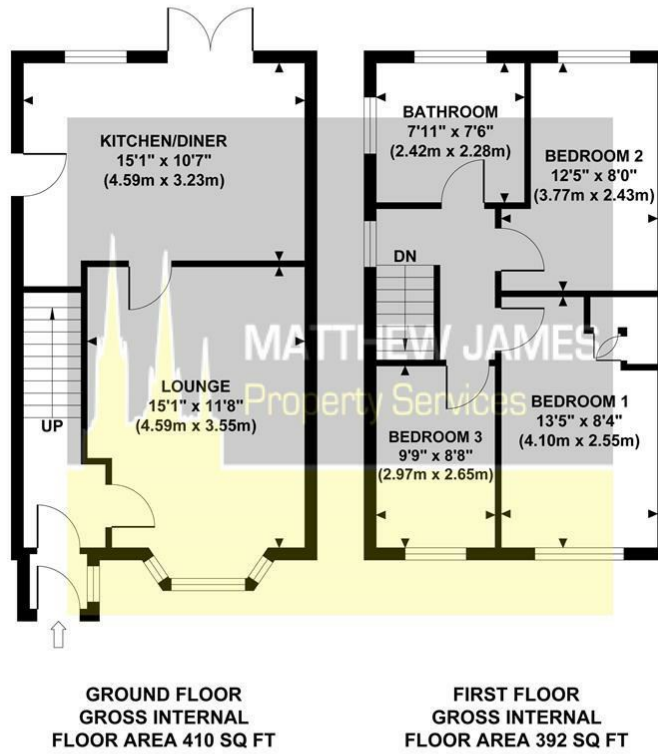 KITCHEN/DINER
15'1" x 10'7"
(4.59m x 3.23m)
LOUNGE
15'1" x 11'8"
(4.59m x 3.55m)
UP
BATHROOM
7'11" x 7'6"
(2.42m x 2.28m)
BEDROOM 2
12'5" x 8'0"
(3.77m x 2.43m)
DN
MATTHEW JAMES
Property Services
BEDROOM 1
13'5" x 8'4"
(4.10m x 2.55m)
BEDROOM 3
9'9" x 8'8"
(2.97m x 2.65m)
GROUND FLOOR
GROSS INTERNAL
FLOOR AREA 410 SQ FT
FIRST FLOOR
GROSS INTERNAL
FLOOR AREA 392 SQ FT